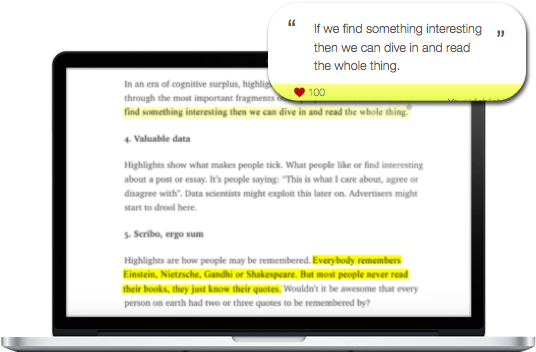 “ If we find something interesting ”
then we can dive in and read
the whole thing.
100
In an era of cognitive surplus,
through the most important fragments
find something interesting then we can dive in and read the whole thing.
4. Valuable data
Highlights show what makes people tick. What people like or find interesting
about a post or essay. It's people saying: "This is what I care about, agree or
disagree with". Data scientists might exploit this later on. Advertisers might
start to drool here.
5. Scribo, ergo sum
Highlights are how people may be remembered. Everybody remembers
Einstein, Nietzsche, Gandhi or Shakespeare. But most people never read
their books, they just know their quotes. Wouldn't it be awesome that every
person on earth had two or three quotes to be remembered by?